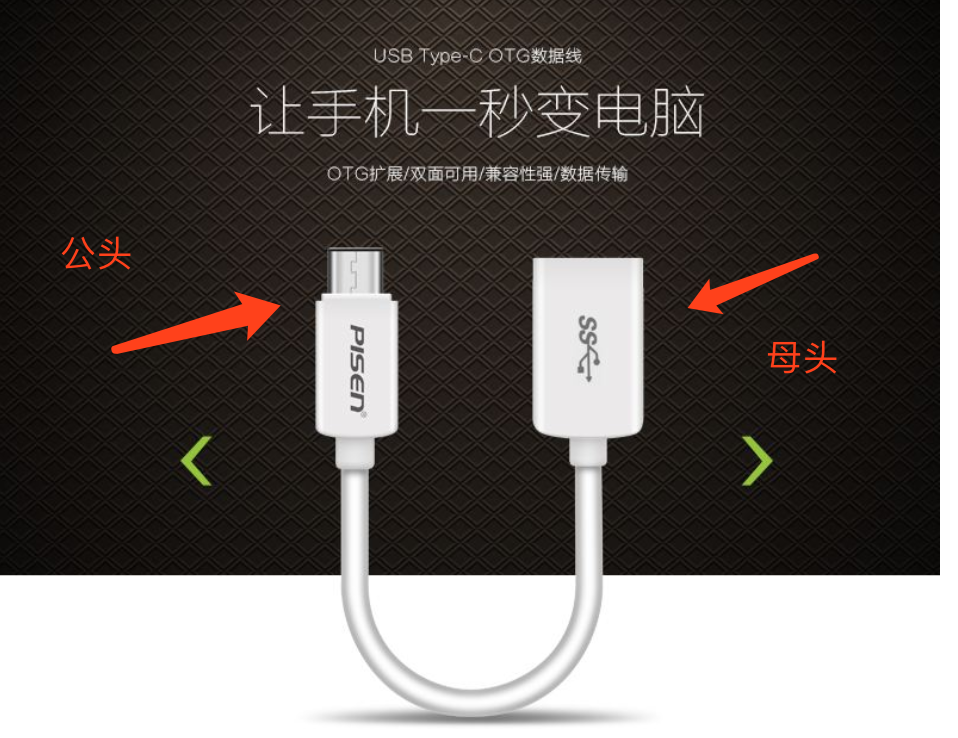 USB Type-C OTG数据线
让手机一秒变电脑
OTG扩展/双面可用/兼容性强/数据传输
公头
母头
PISEN®
SS